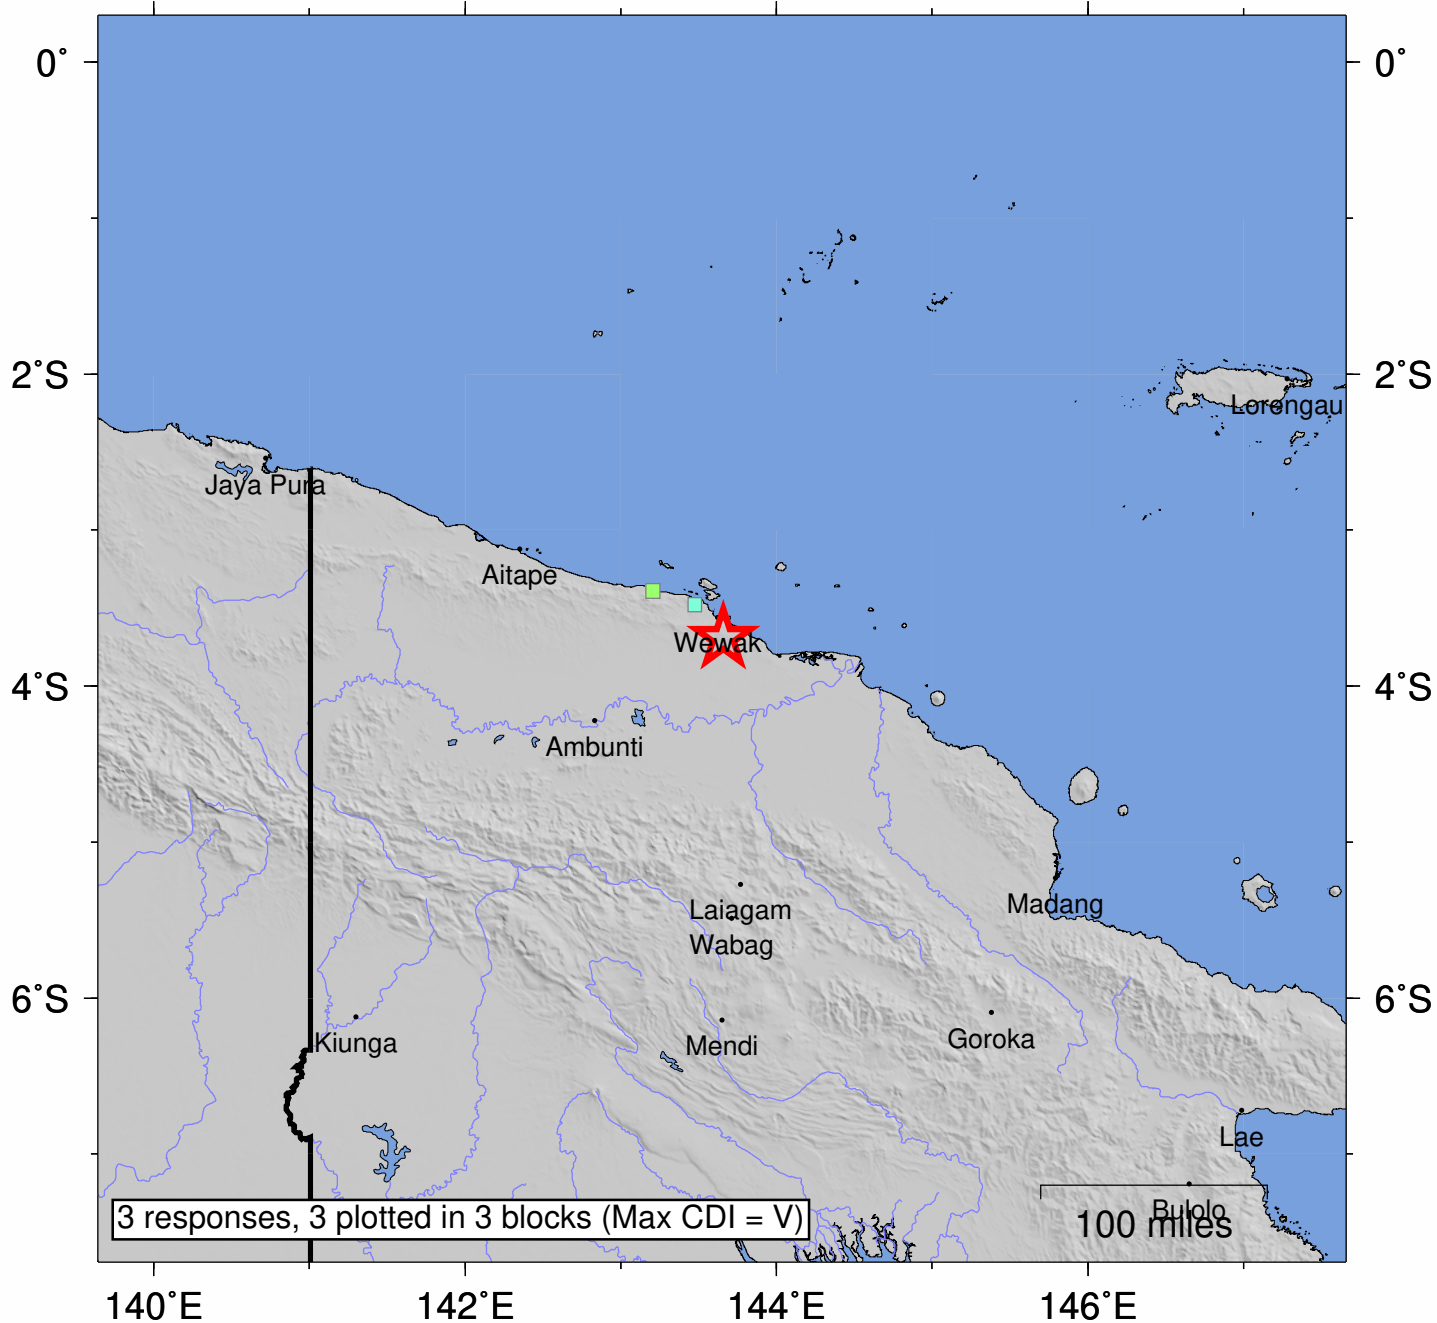 0° 0°
2°S 2°S
Lorengau
Jaya Pura
Aitape
Wewak
4°S 4°S
Ambunti
Laiagam
Madang
Wabag
6°S 6°S
Kiunga
Mendi
Goroka
Lae
Bulolo
3 responses, 3 plotted in 3 blocks (Max CDI = V)
100 miles
140°E 142°E 144°E 146°E